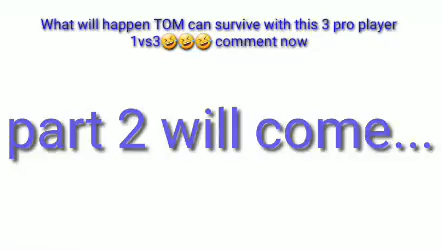 What will happen TOM can survive with this 3 pro player
1vs3🤣🤣🤣 comment now
part 2 will come...